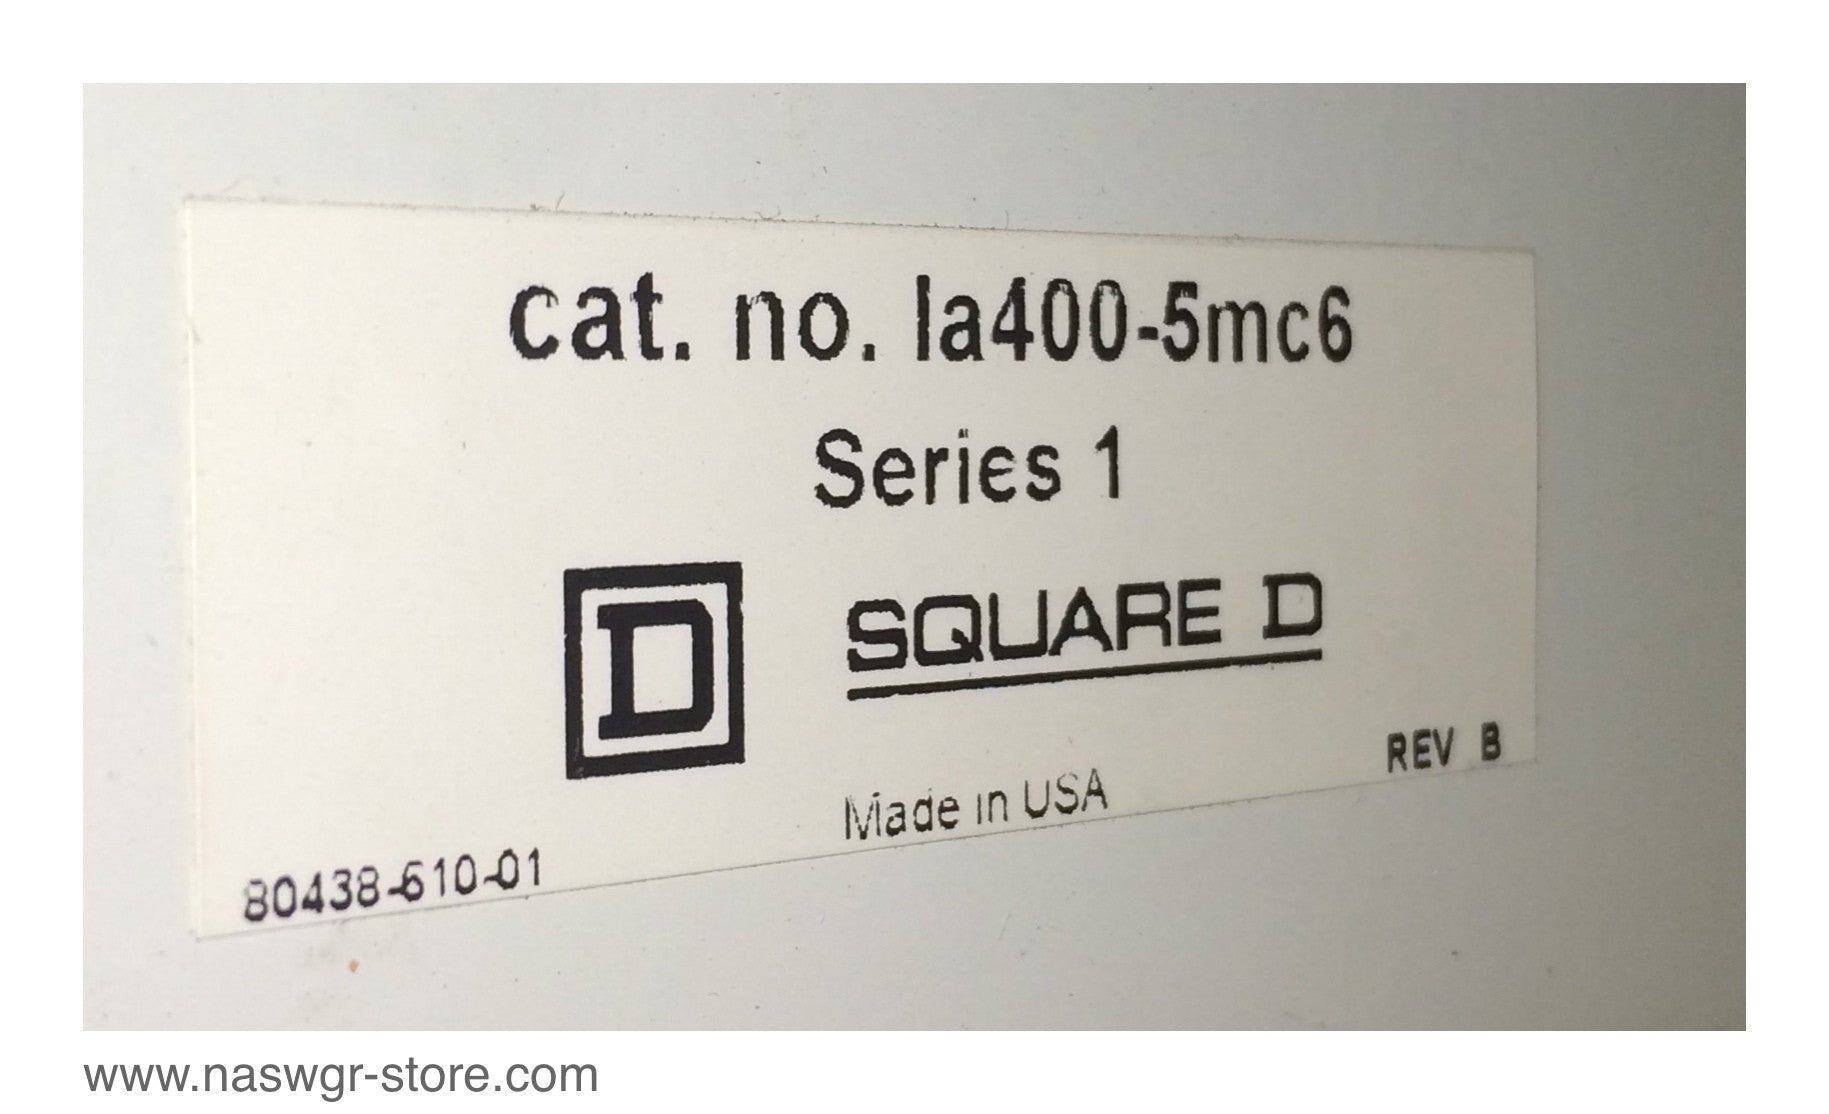 cat. no. la400-5mc6
Series 1
D SQUARE D
REV B
Made in USA
80438-610-01
www.naswgr-store.com